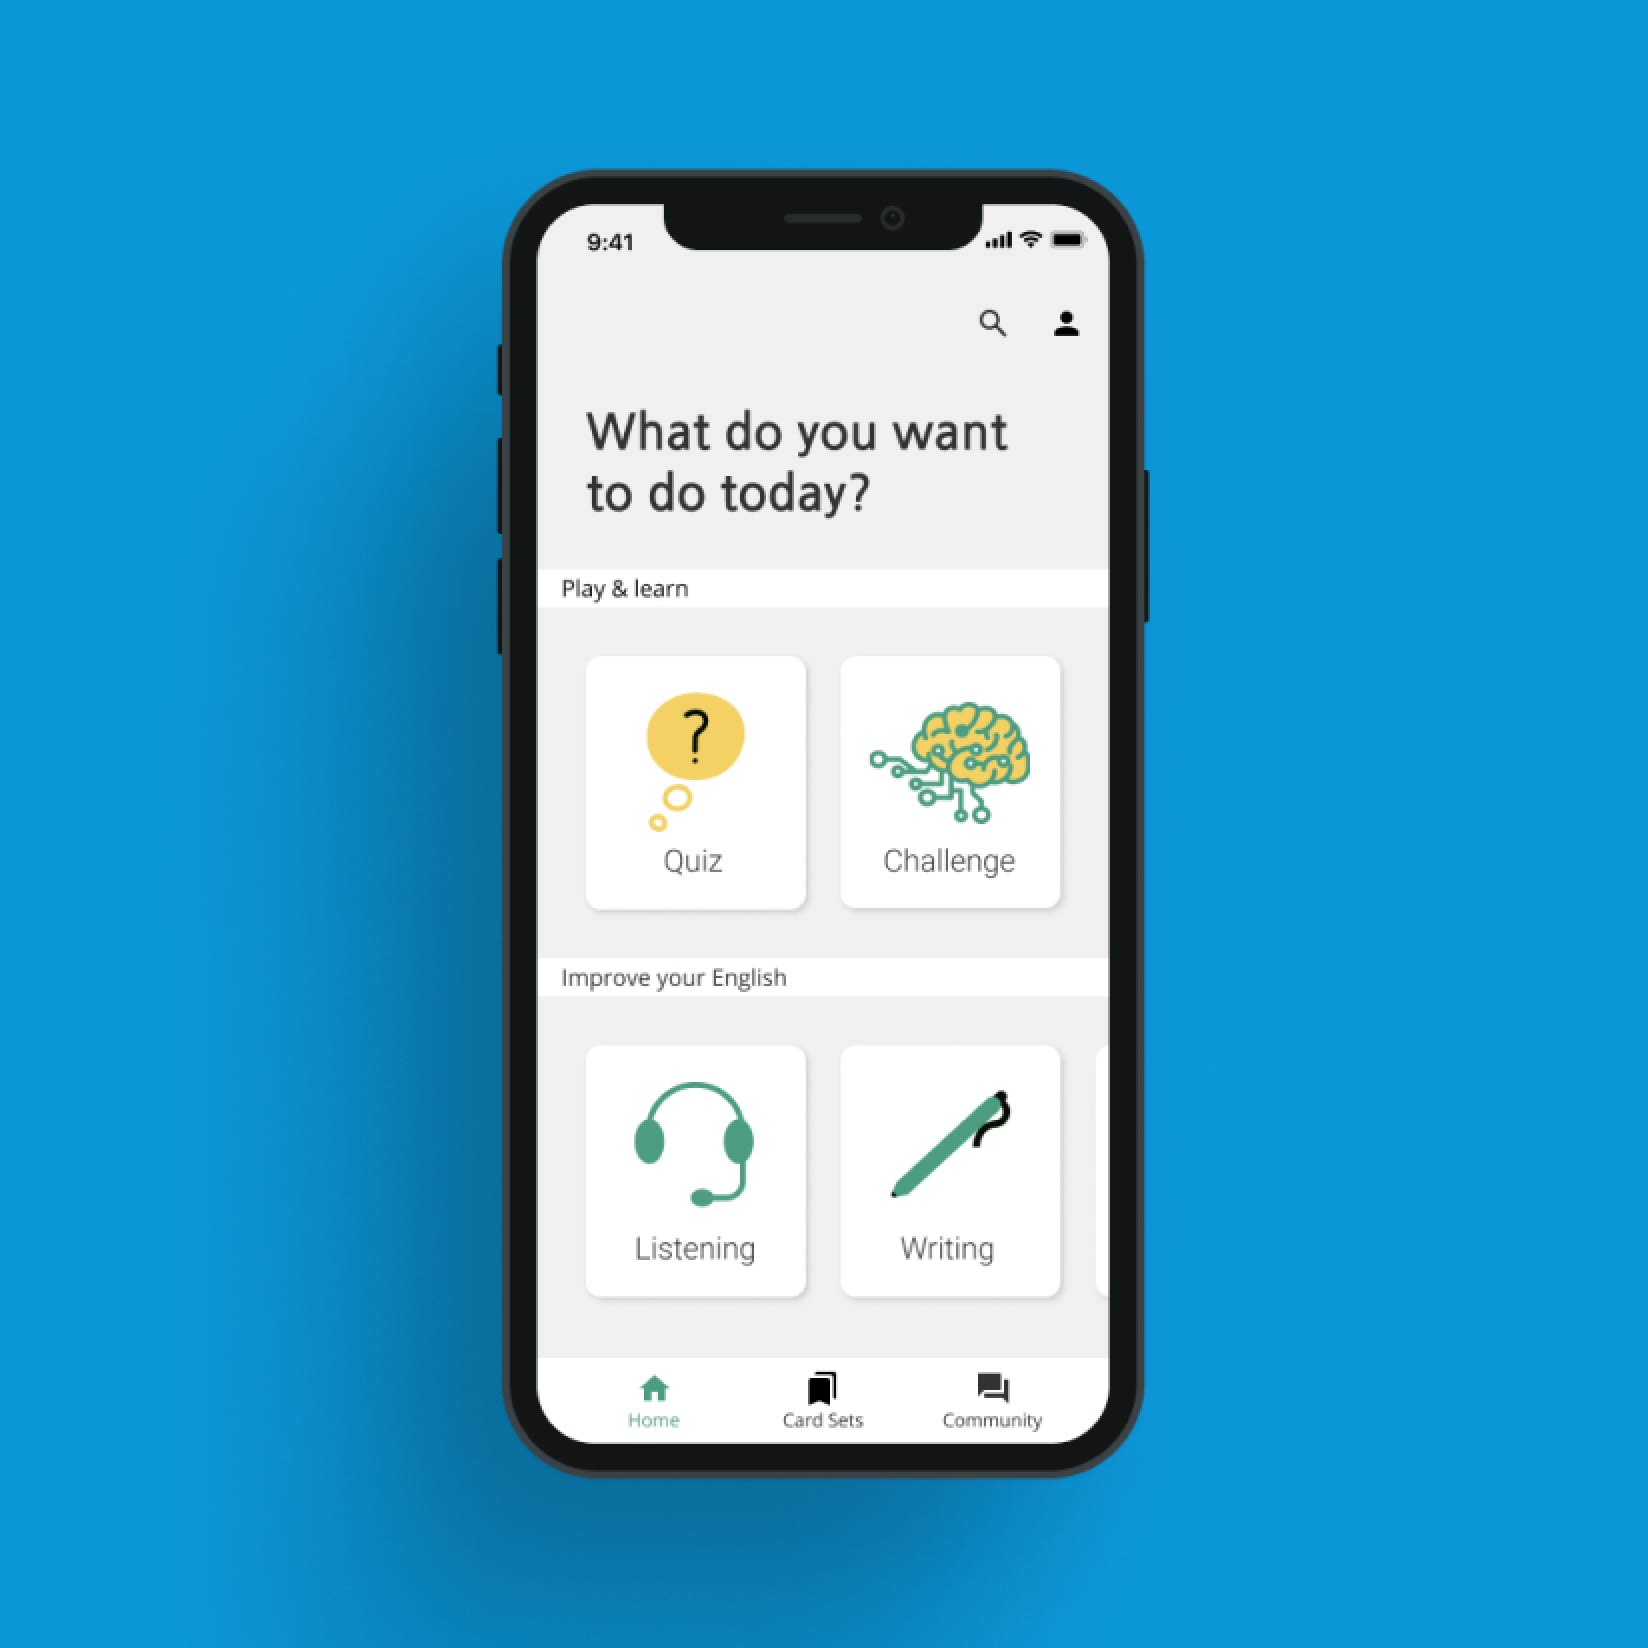 9:41
What do you want
to do today?
Play & learn
?
Quiz
Challenge
Improve your English
Listening
Writing
Home
Card Sets
Community